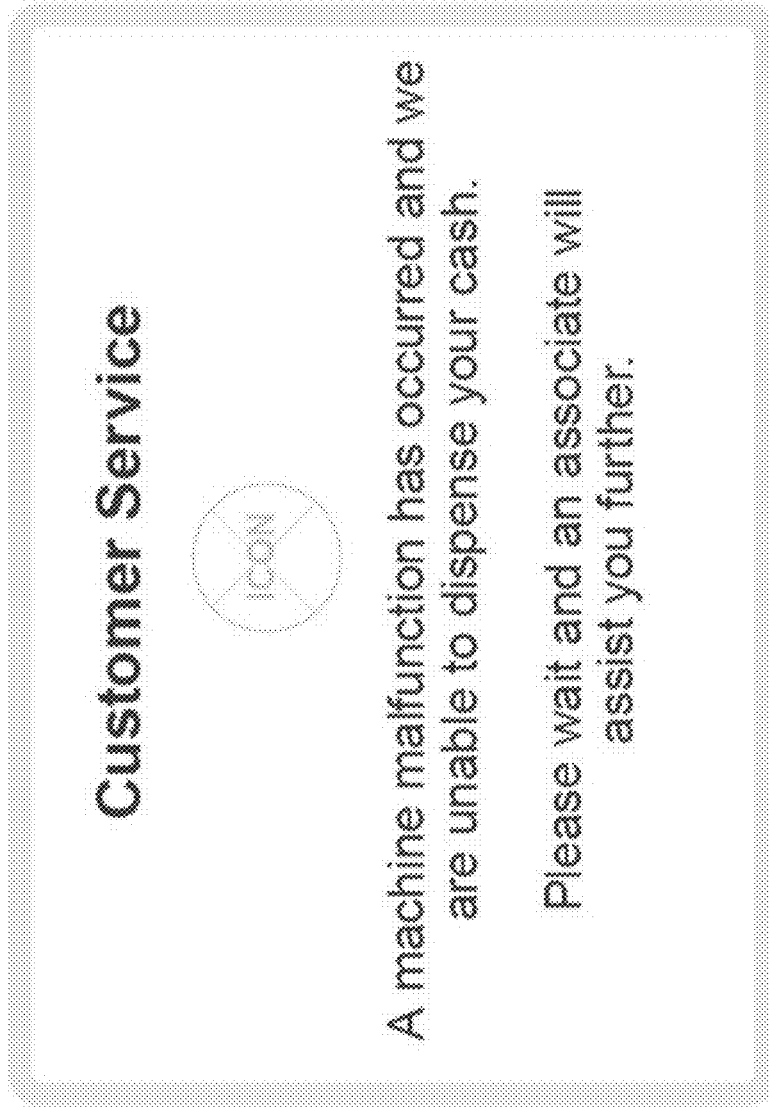 Customer Service
ICON
A machine malfunction has occurred and we
are unable to dispense your cash.
Please wait and an associate will
assist you further.